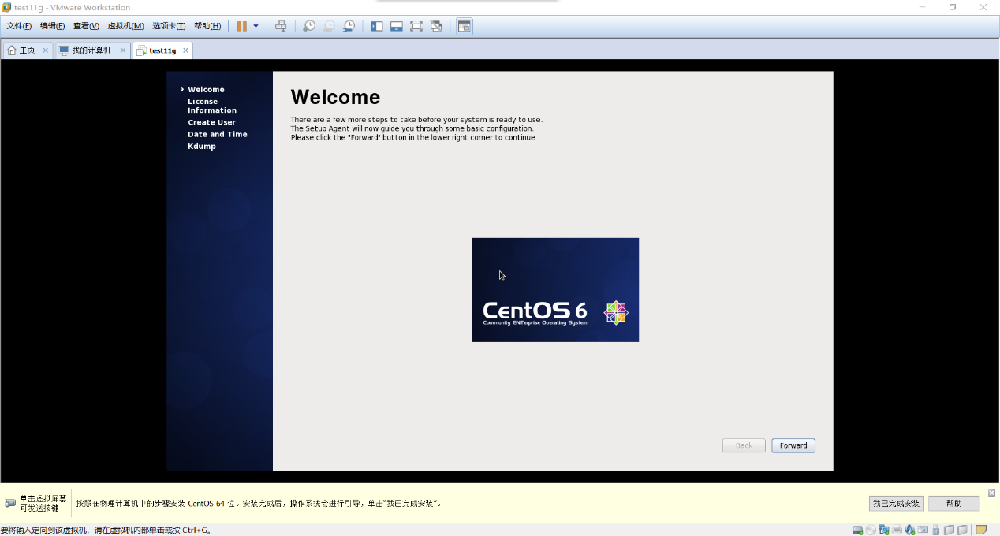 test11g - VMware Workstation
文件(F) 编辑(E) 查看(V) 虚拟机(M) 选项卡(T) 帮助(H)
主页 我的计算机 test11g
Welcome
License
Information
Create User
Date and Time
Kdump
Welcome
There are a few more steps to take before your system is ready to use.
The Setup Agent will now guide you through some basic configuration.
Please click the "Forward" button in the lower right corner to continue
CentOS 6
Community ENTerprise Operating System
Back Forward
单击虚拟屏幕
可发送按键
按照在物理计算机中的步骤安装 CentOS 64 位。安装完成后，操作系统会进行引导，单击“我已完成安装”。
我已完成安装 帮助
要将输入定向到该虚拟机，请在虚拟机内部单击或按 Ctrl+G。